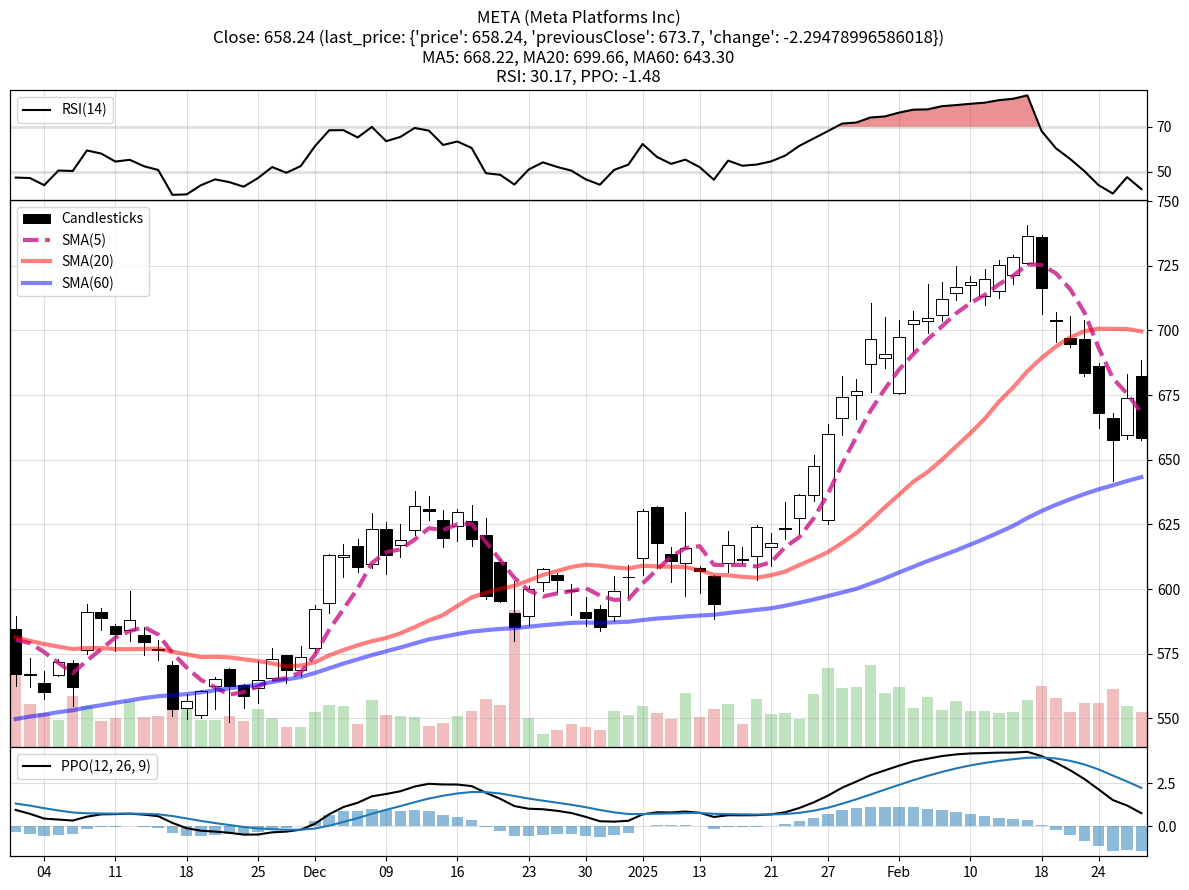 META (Meta Platforms Inc)
Close: 658.24 (last_price: {'price': 658.24, 'previousClose': 673.7, 'change': -2.29478996586018})
MA5: 668.22, MA20: 699.66, MA60: 643.30
RSI: 30.17, PPO: -1.48
RSI(14)
70
50
750
Candlesticks
SMA(5)
SMA(20)
SMA(60)
725
700
675
650
625
600
575
550
PPO(12, 26, 9)
2.5
0.0
04 11 18 25 Dec 09 16 23 30 2025 13 21 27 Feb 10 18 24